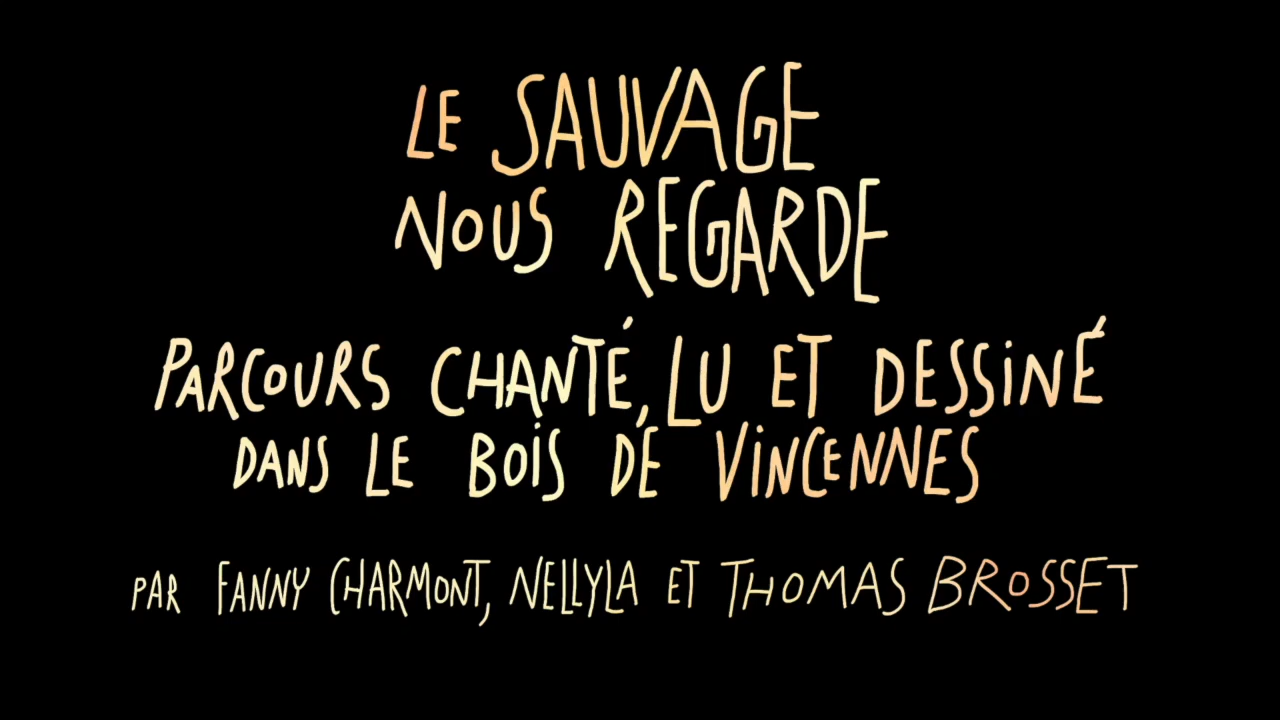 LE SAUVAGE
NOUS REGARDE
PARCOURS CHANTÉ, LU ET DESSINÉ
DANS LE BOIS DE VINCENNES
PAR FANNY CHARMONT, NELLYLA ET THOMAS BROSSET